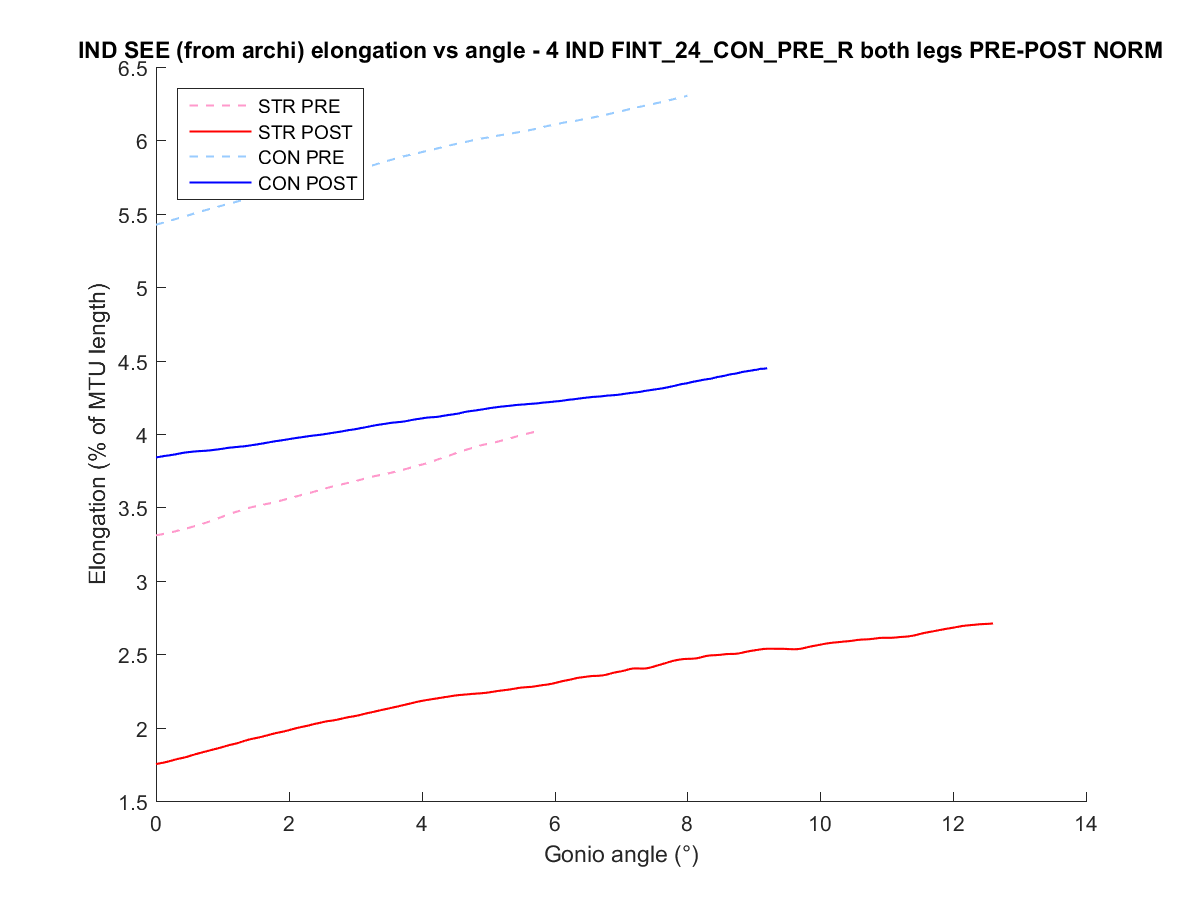 IND SEE (from archi) elongation vs angle - 4 IND FINT_24_CON_PRE_R both legs PRE-POST NORM
6.5
6
5.5
5
4.5
4
3.5
3
2.5
2
1.5
Elongation (% of MTU length)
STR PRE
STR POST
CON PRE
CON POST
0 2 4 6 8 10 12 14
Gonio angle (°)